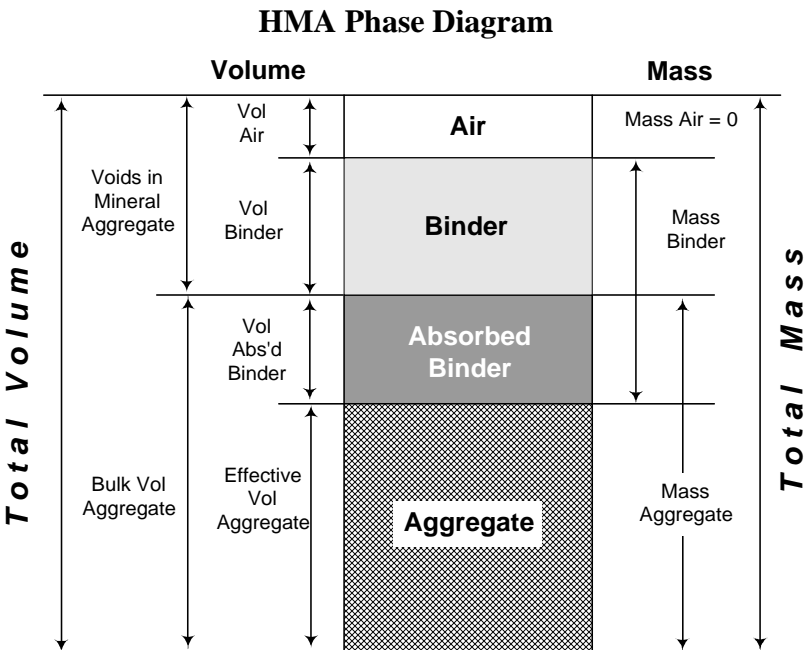 HMA Phase Diagram
Volume
Mass
Vol
Air
Air
Mass Air = 0
Voids in
Mineral
Aggregate
Vol
Binder
Binder
Mass
Binder
Total Volume
Total Mass
Vol
Abs'd
Binder
Absorbed
Binder
Bulk Vol
Aggregate
Effective
Vol
Aggregate
Aggregate
Mass
Aggregate